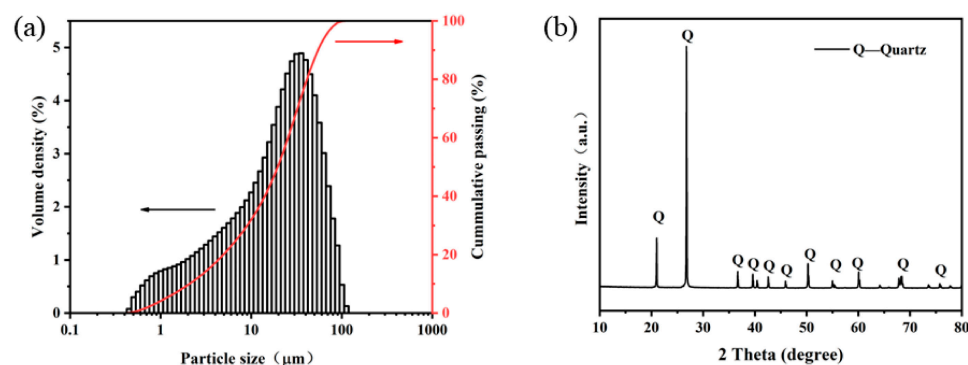 (a)
5
4
3
2
1
0
Volume density (%)
100
80
60
40
20
0
Cummulative passing (%)
0.1 1 10 100 1000
Particle size（μm）
(b)
Q
Q—Quartz
Q
Q Q Q Q Q Q Q Q Q
Intensity（a.u.）
10 20 30 40 50 60 70 80
2 Theta (degree)